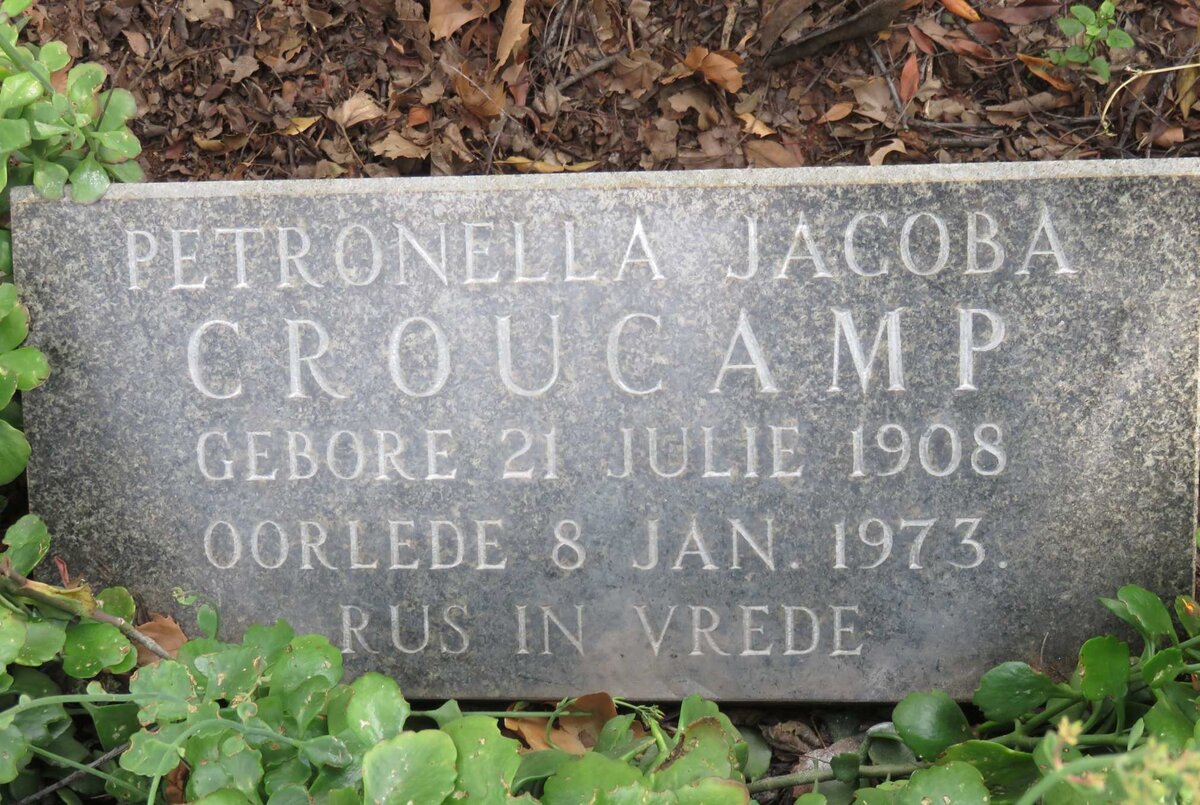 PETRONELLA JACOBA
CROUCAMP
GEBORE 21 JULIE 1908
OORLEDE 8 JAN. 1973.
RUS IN VREDE